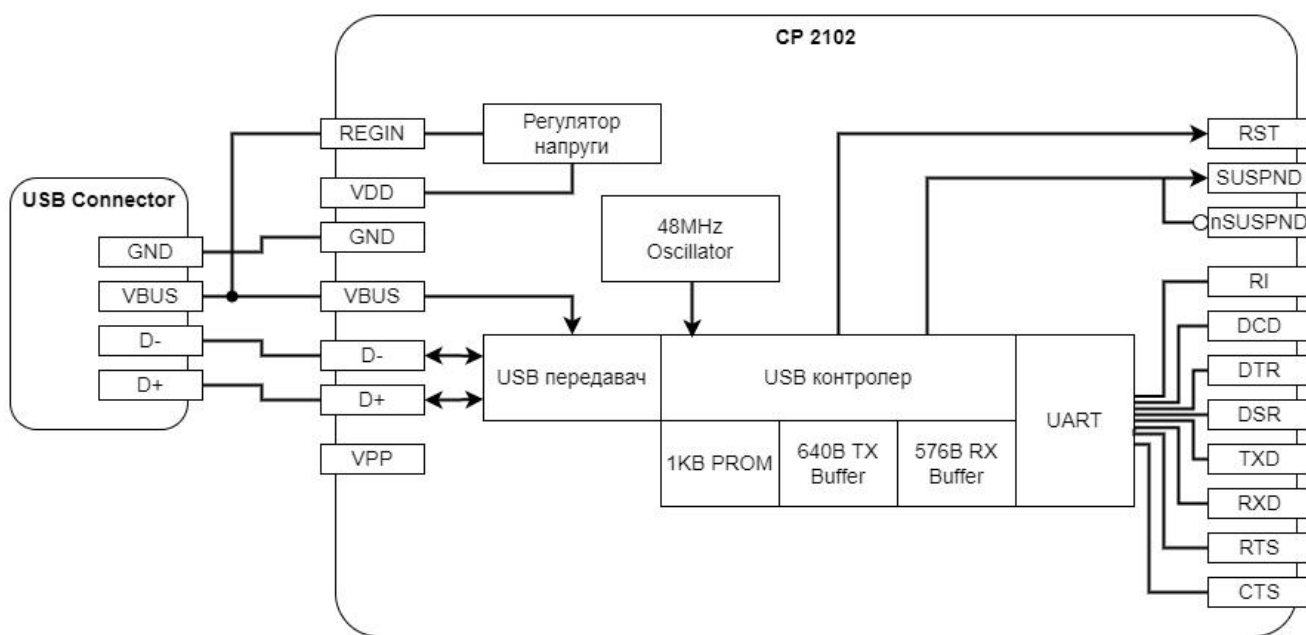 CP 2102
REGIN
Регулятор
напруги
RST
VDD
SUSPND
USB Connector
GND
48MHz
Oscillator
nSUSPND
GND
VBUS
VBUS
RI
D-
D-
USB передавач
USB контролер
DCD
D+
D+
DTR
UART
DSR
VPP
1KB PROM
640B TX
Buffer
576B RX
Buffer
TXD
RXD
RTS
CTS